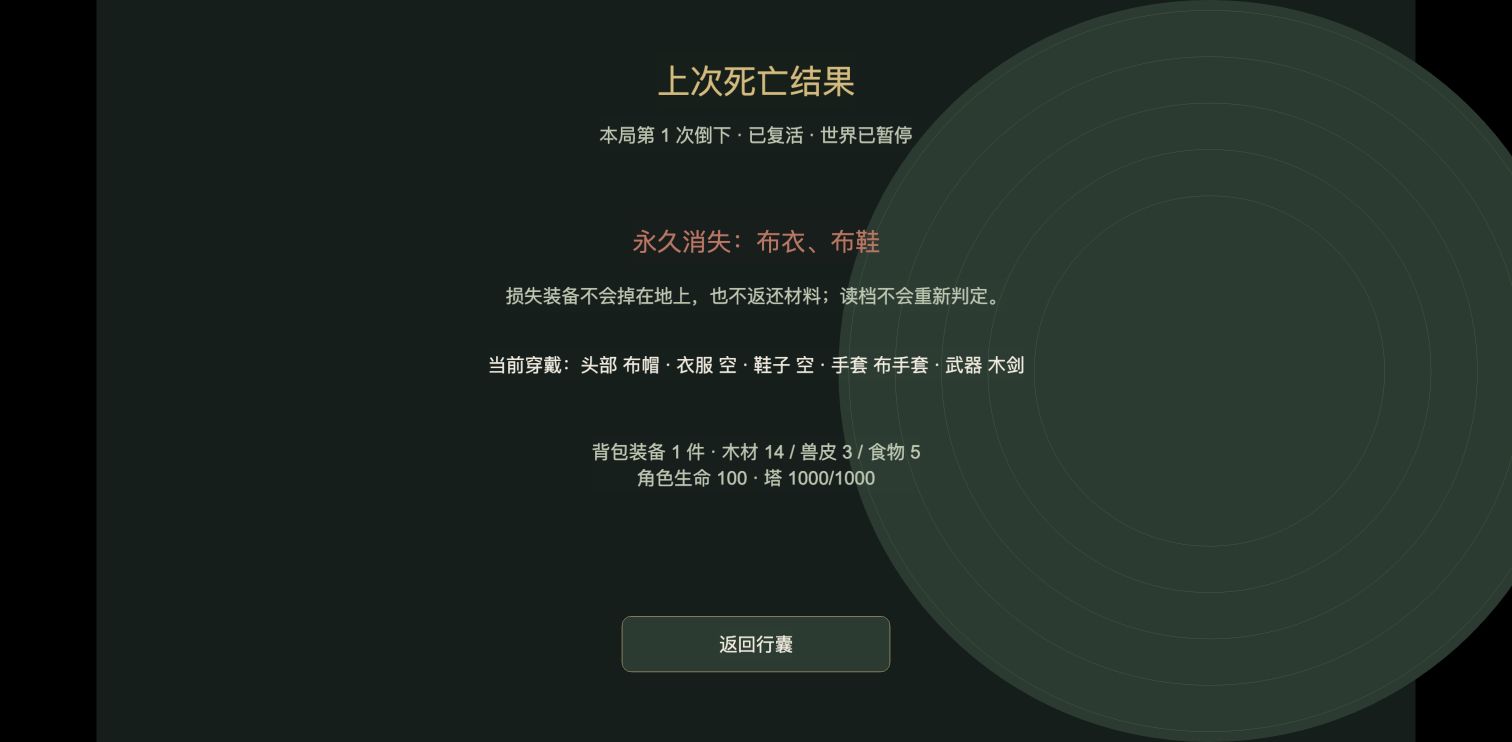 上次死亡结果
本局第 1 次倒下 · 已复活 · 世界已暂停
永久消失：布衣、布鞋
损失装备不会掉在地上，也不返还材料；读档不会重新判定。
当前穿戴：头部 布帽 · 衣服 空 · 鞋子 空 · 手套 布手套 · 武器 木剑
背包装备 1 件 · 木材 14 / 兽皮 3 / 食物 5
角色生命 100 · 塔 1000/1000
返回行囊